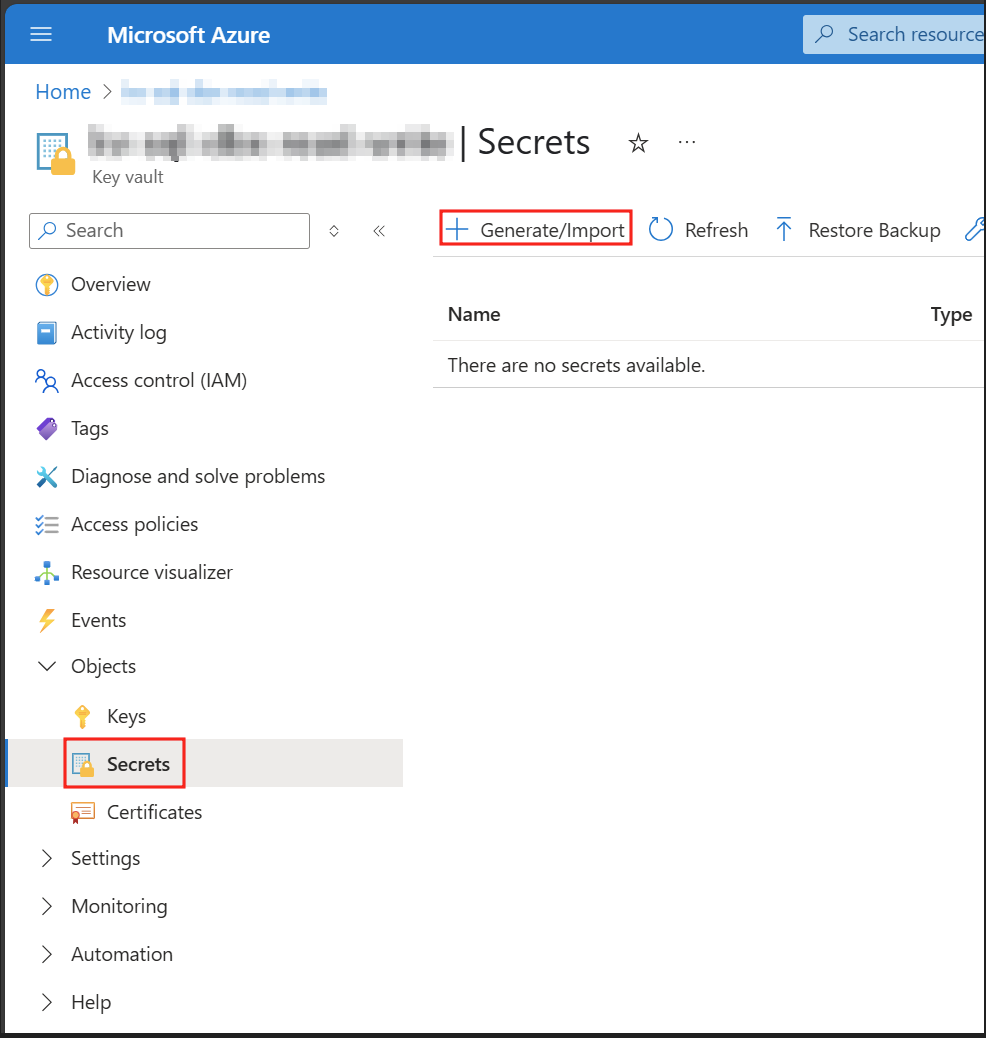 Microsoft Azure
Search resource
Home >
| Secrets
Key vault
Search
Generate/Import
Refresh
Restore Backup
Overview
Activity log
Access control (IAM)
Tags
Diagnose and solve problems
Access policies
Resource visualizer
Events
Objects
Keys
Secrets
Certificates
Settings
Monitoring
Automation
Help
Name Type
There are no secrets available.